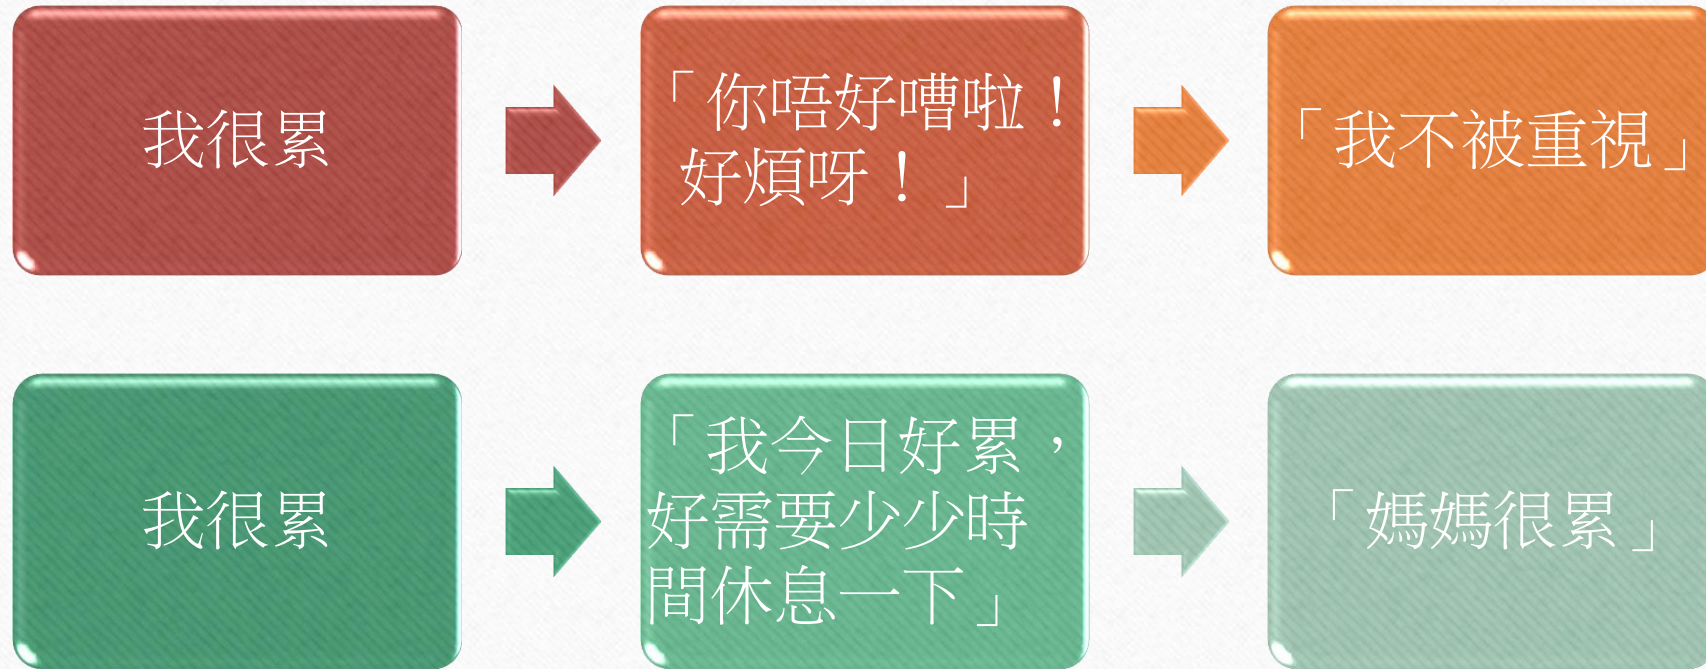 我很累
「你唔好嘈啦！
好煩呀！」
「我不被重視」
我很累
「我今日好累，
好需要少少時
間休息一下」
「媽媽很累」